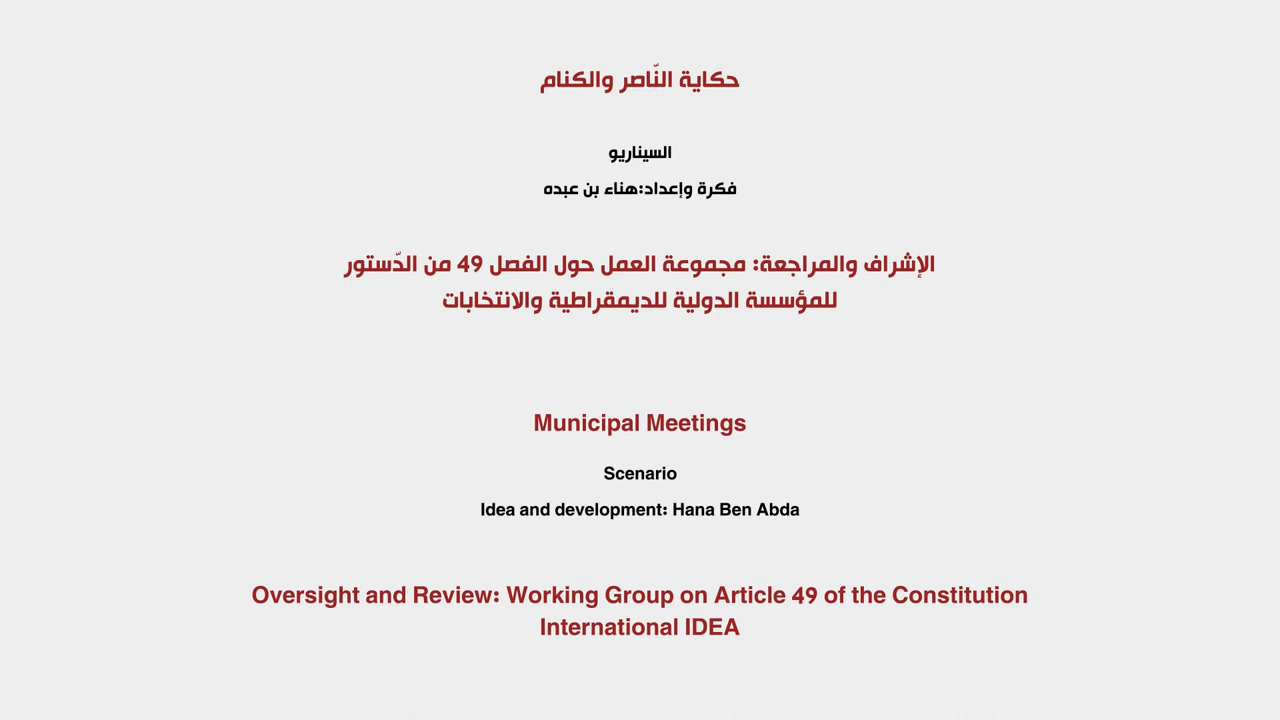 حكاية النّاصر والكنام
السيناريو
فكرة وإعداد:هناء بن عبده
الإشراف والمراجعة: مجموعة العمل حول الفصل 49 من الدّستور
للمؤسسة الدولية للديمقراطية والانتخابات
Municipal Meetings
Scenario
Idea and development: Hana Ben Abda
Oversight and Review: Working Group on Article 49 of the Constitution
International IDEA